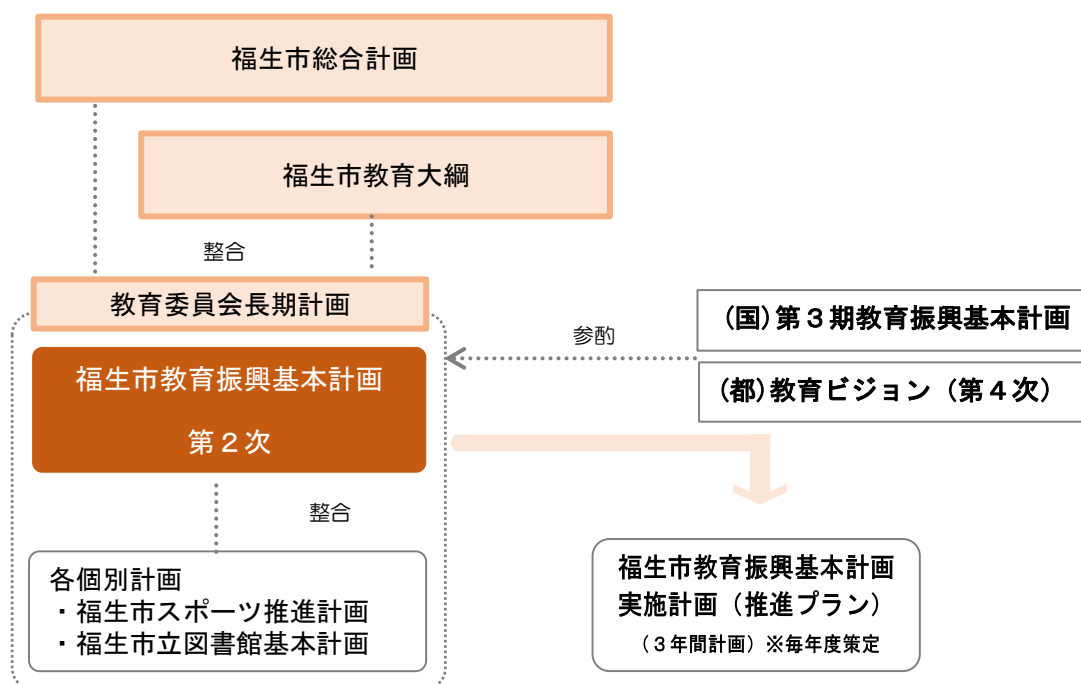 福生市総合計画
福生市教育大綱
整合
教育委員会長期計画
福生市教育振興基本計画
第２次
整合
各個別計画
・福生市スポーツ推進計画
・福生市立図書館基本計画
参酌
(国)第３期教育振興基本計画
(都)教育ビジョン（第４次）
福生市教育振興基本計画
実施計画（推進プラン）
（３年間計画）※毎年度策定